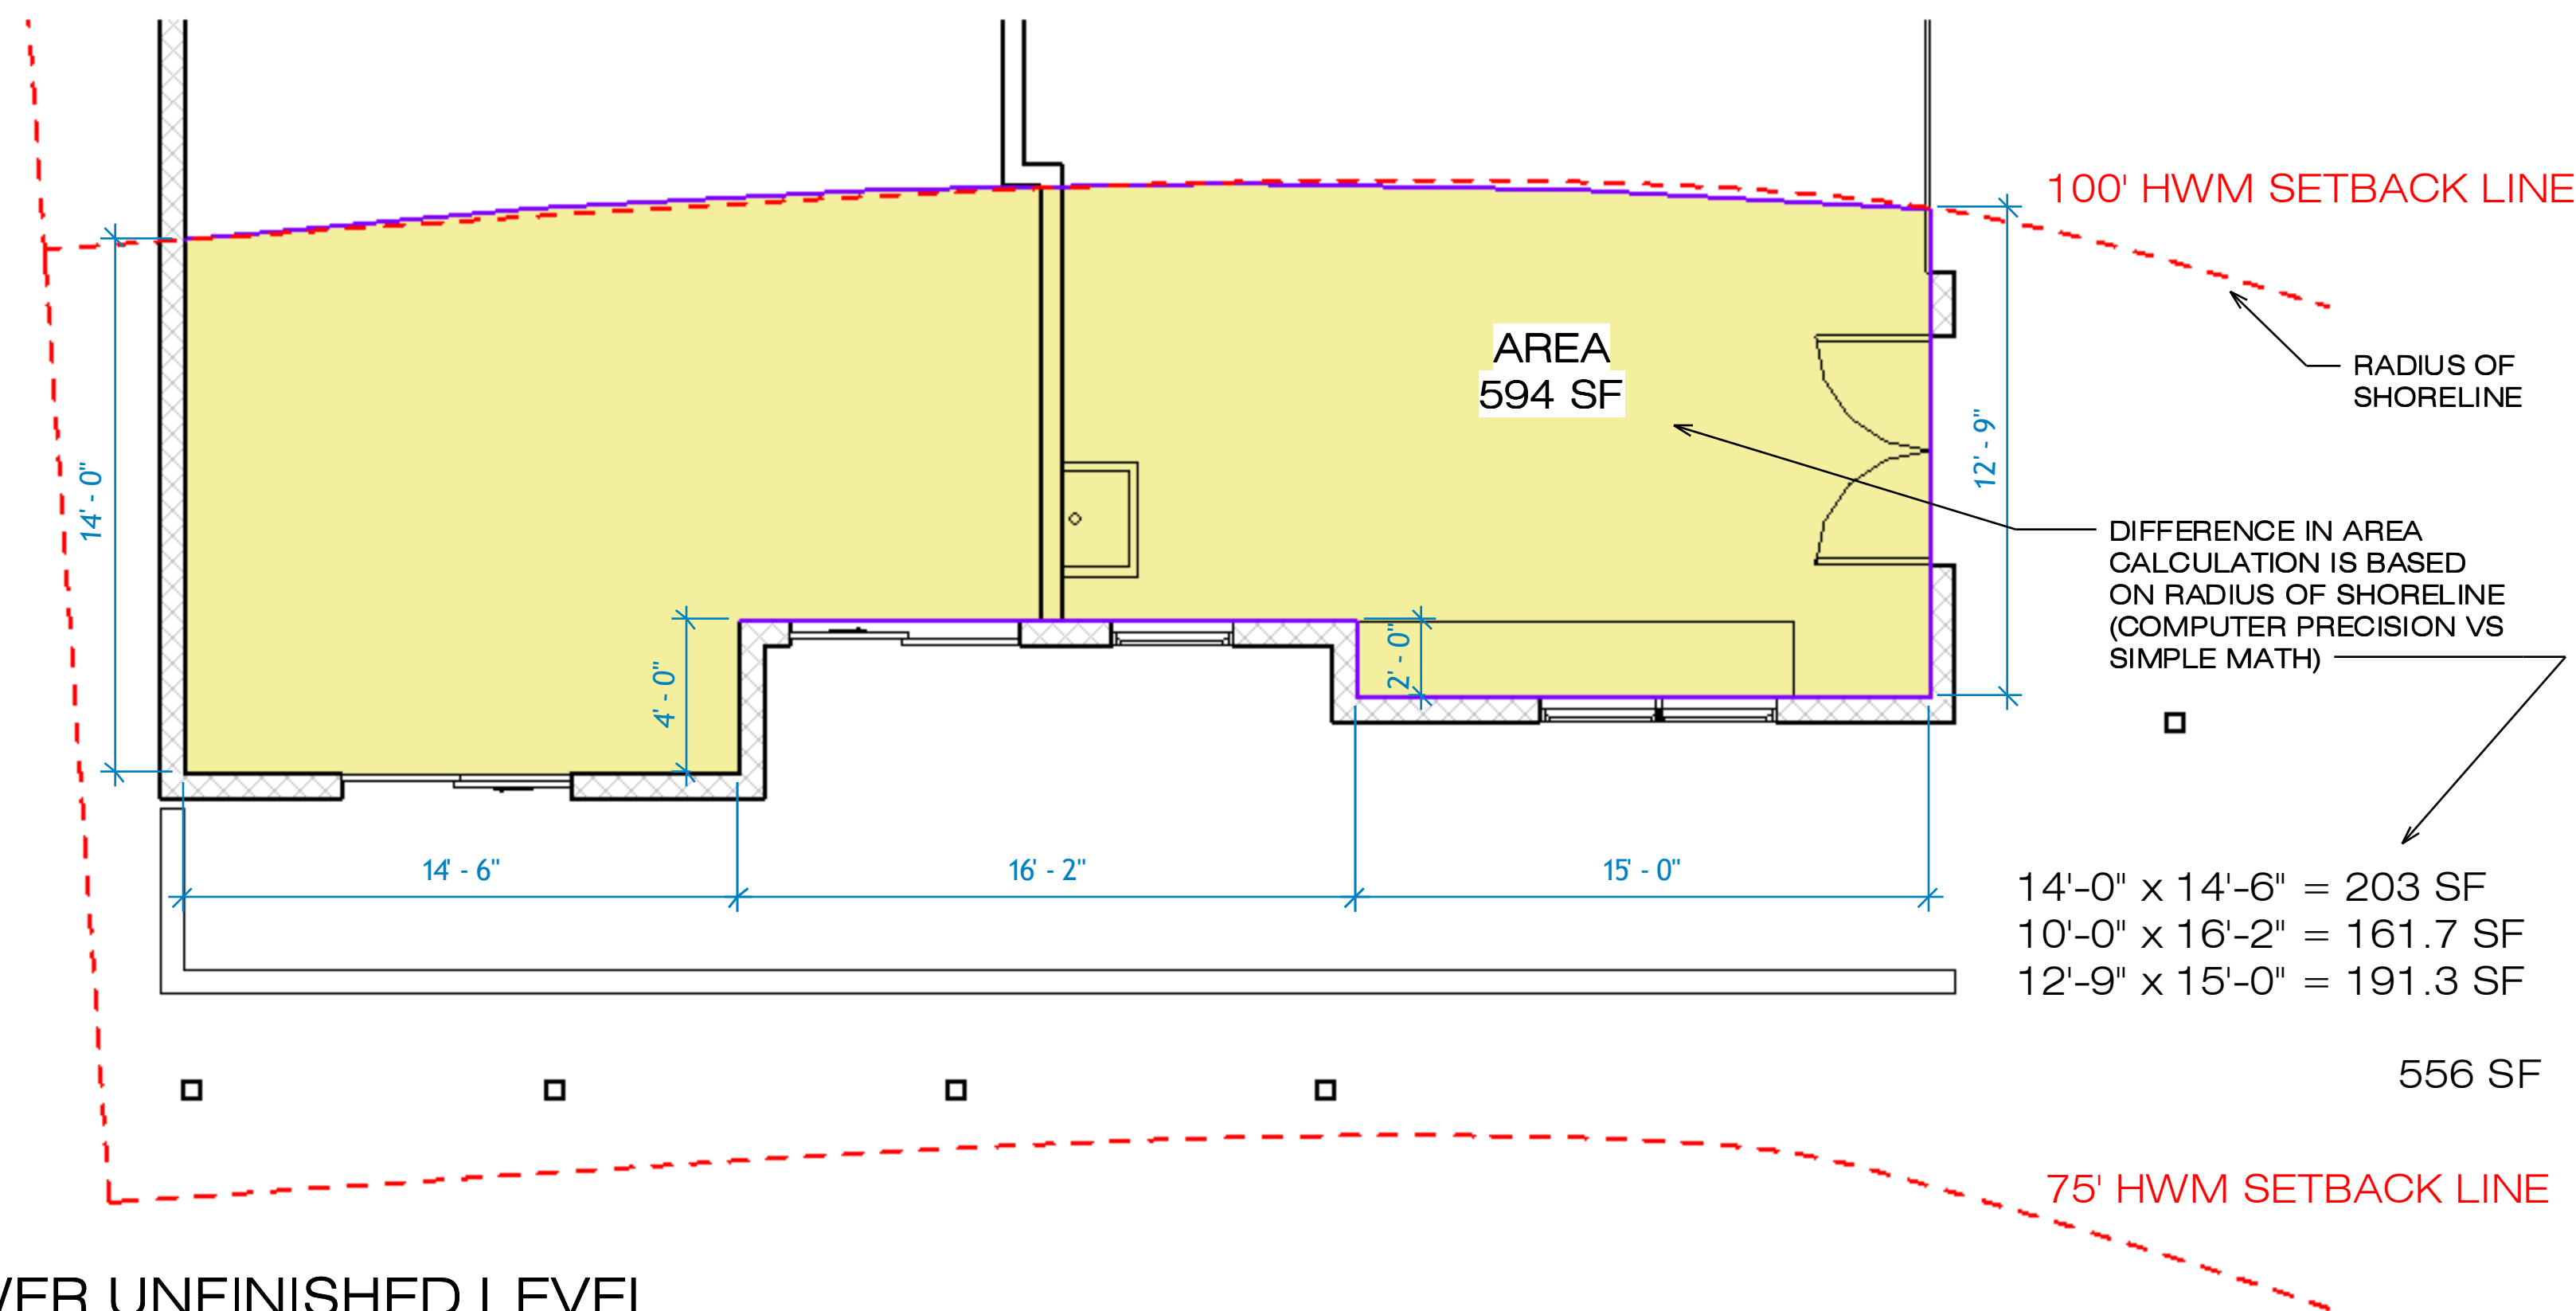 100' HWM SETBACK LINE
AREA
594 SF
RADIUS OF
SHORELINE
14' - 0"
12' - 9"
DIFFERENCE IN AREA
CALCULATION IS BASED
ON RADIUS OF SHORELINE
(COMPUTER PRECISION VS
SIMPLE MATH)
4' - 0"
2' - 0"
14' - 6"
16' - 2"
15' - 0"
14'-0" x 14'-6" = 203 SF
10'-0" x 16'-2" = 161.7 SF
12'-9" x 15'-0" = 191.3 SF
556 SF
75' HWM SETBACK LINE
UNFINISHED LEVEL